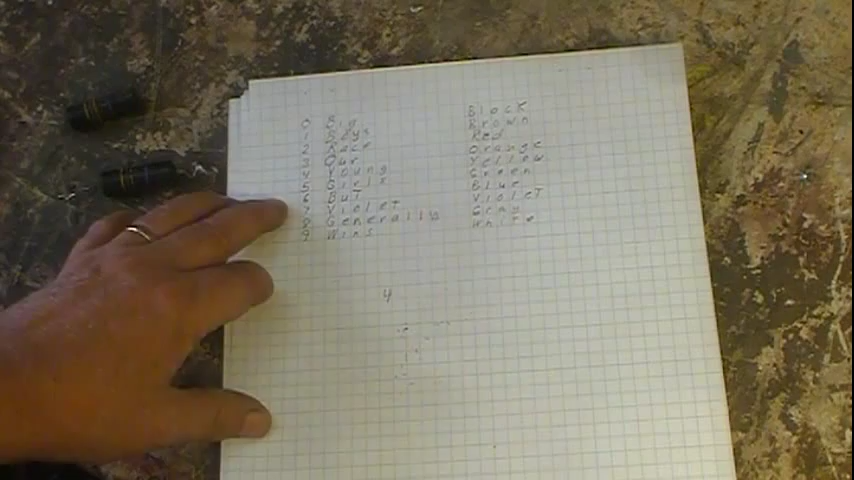 0 Big Black
1 Boys Brown
2 Race Red
3 Our Orange
4 Young Yellow
5 Girls Green
6 But Blue
7 Violet Violet
8 Generally Gray
9 Wins White
4